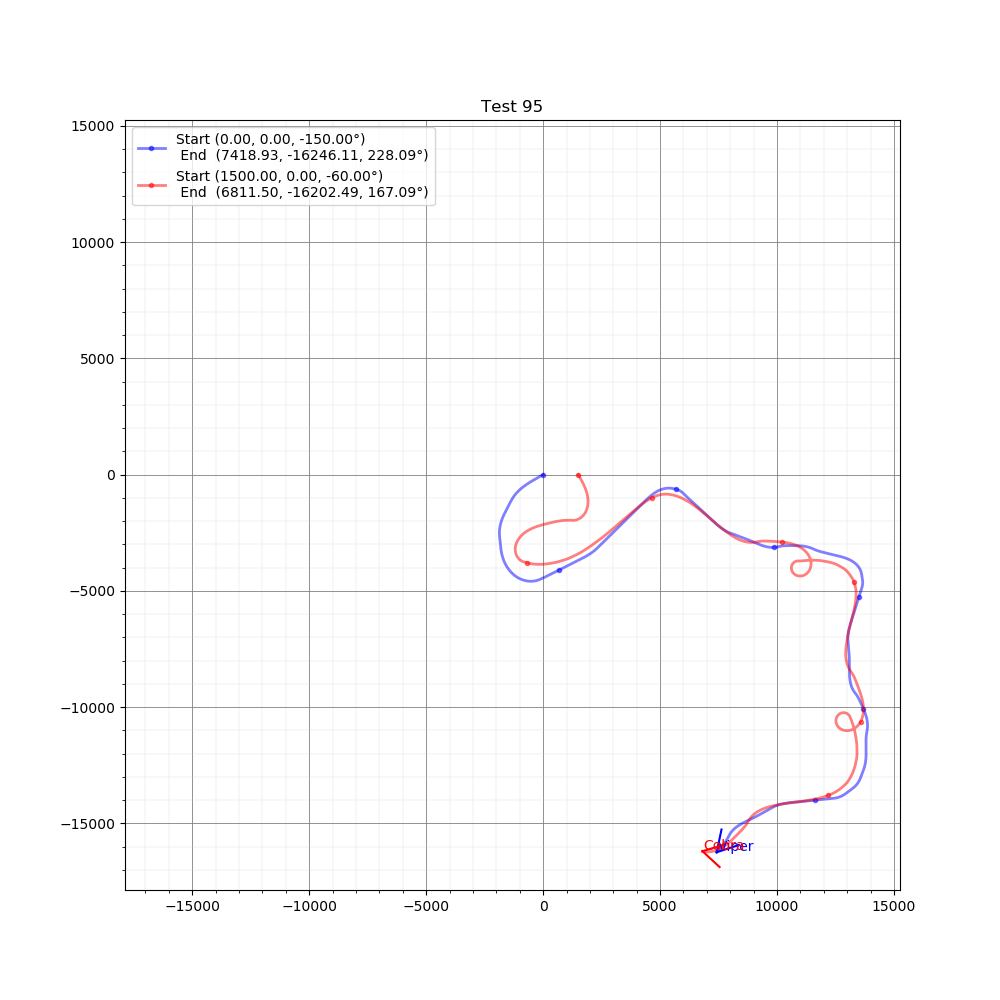 Test 95
Start (0.00, 0.00, -150.00°)
End (7418.93, -16246.11, 228.09°)
Start (1500.00, 0.00, -60.00°)
End (6811.50, -16202.49, 167.09°)
15000
10000
5000
0
−5000
−10000
−15000
−15000 −10000 −5000 0 5000 10000 15000